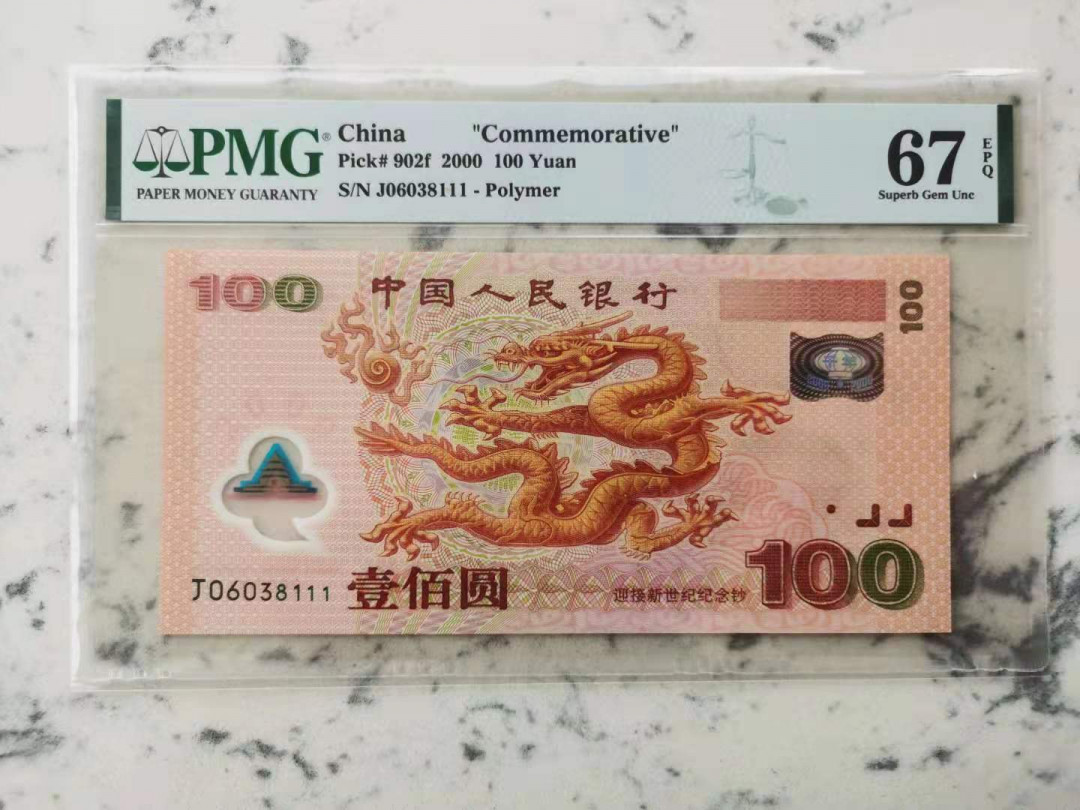 PMG®
PAPER MONEY GUARANTY
China "Commemorative"
Pick# 902f 2000 100 Yuan
S/N J06038111 - Polymer
67
EPQ
Superb Gem Unc
100
中国人民银行
100
J06038111
壹佰圆
迎接新世纪纪念钞
100